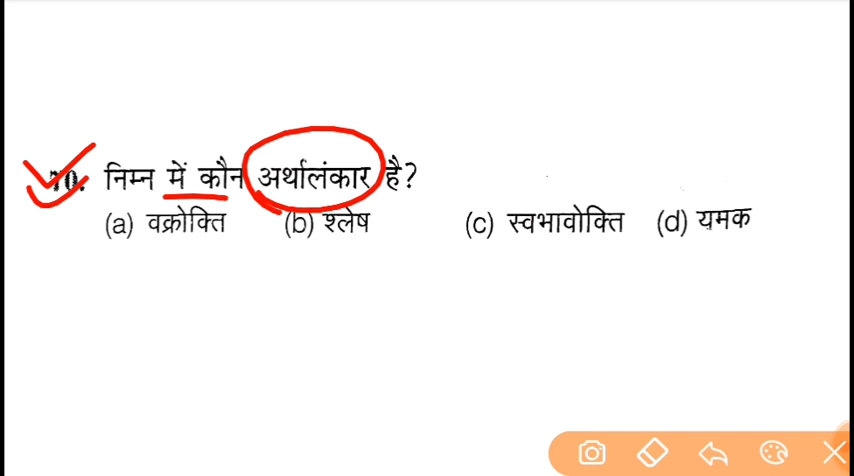 70. निम्न में कौन अर्थालंकार है?
(a) वक्रोक्ति (b) श्लेष (c) स्वभावोक्ति (d) यमक